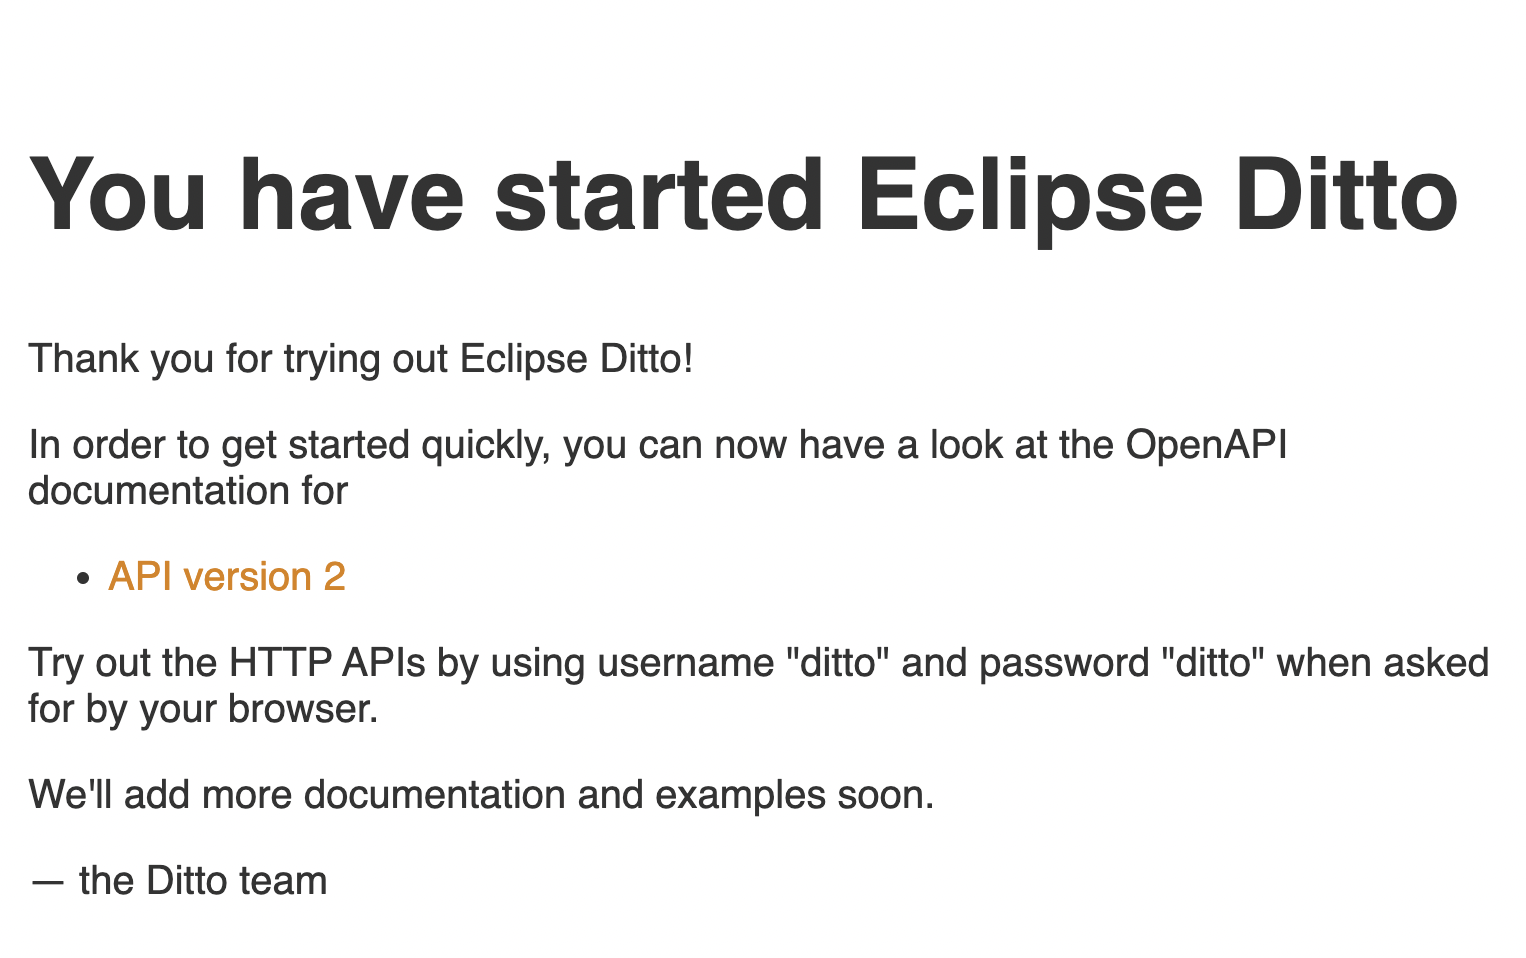 You have started Eclipse Ditto
Thank you for trying out Eclipse Ditto!
In order to get started quickly, you can now have a look at the OpenAPI
documentation for
• API version 2
Try out the HTTP APIs by using username "ditto" and password "ditto" when asked
for by your browser.
We'll add more documentation and examples soon.
— the Ditto team